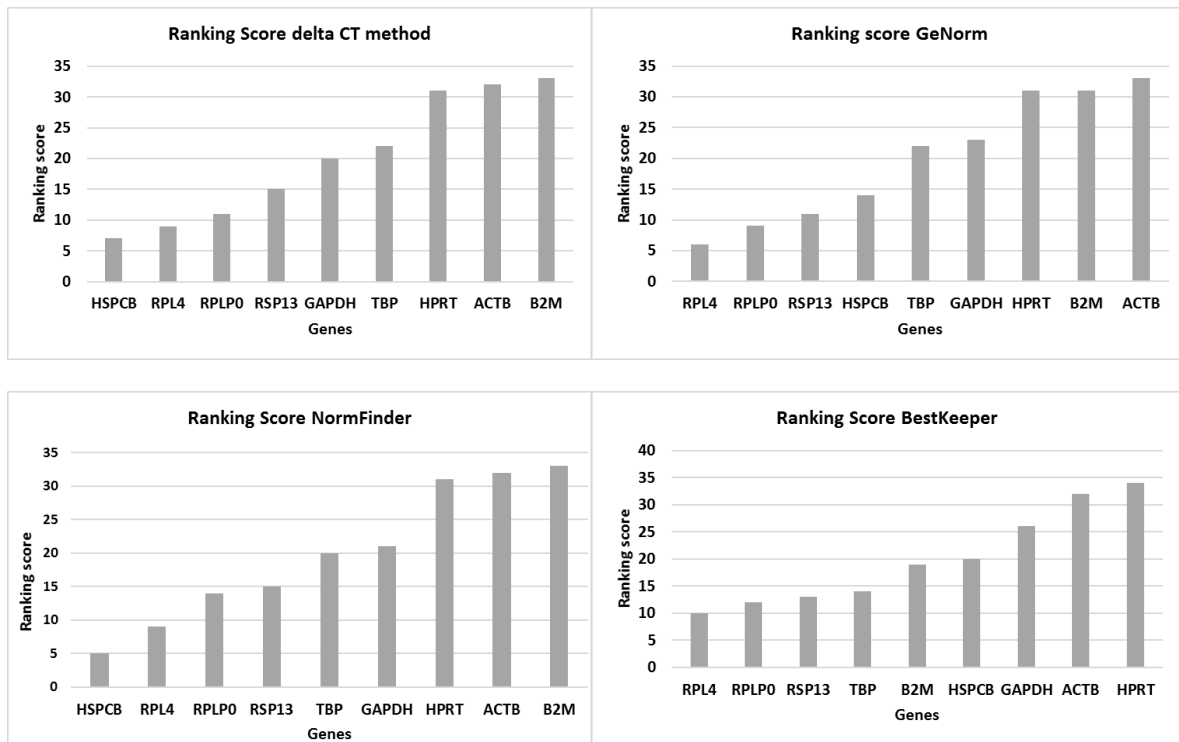 Ranking Score delta CT method
Ranking score
35
30
25
20
15
10
5
0
HSPCB RPL4 RPLP0 RSP13 GAPDH TBP HPRT ACTB B2M
Genes
Ranking score GeNorm
Ranking score
35
30
25
20
15
10
5
0
RPL4 RPLP0 RSP13 HSPCB TBP GAPDH HPRT B2M ACTB
Genes
Ranking Score NormFinder
Ranking score
35
30
25
20
15
10
5
0
HSPCB RPL4 RPLP0 RSP13 TBP GAPDH HPRT ACTB B2M
Genes
Ranking Score BestKeeper
Ranking score
40
35
30
25
20
15
10
5
0
RPL4 RPLP0 RSP13 TBP B2M HSPCB GAPDH ACTB HPRT
Genes